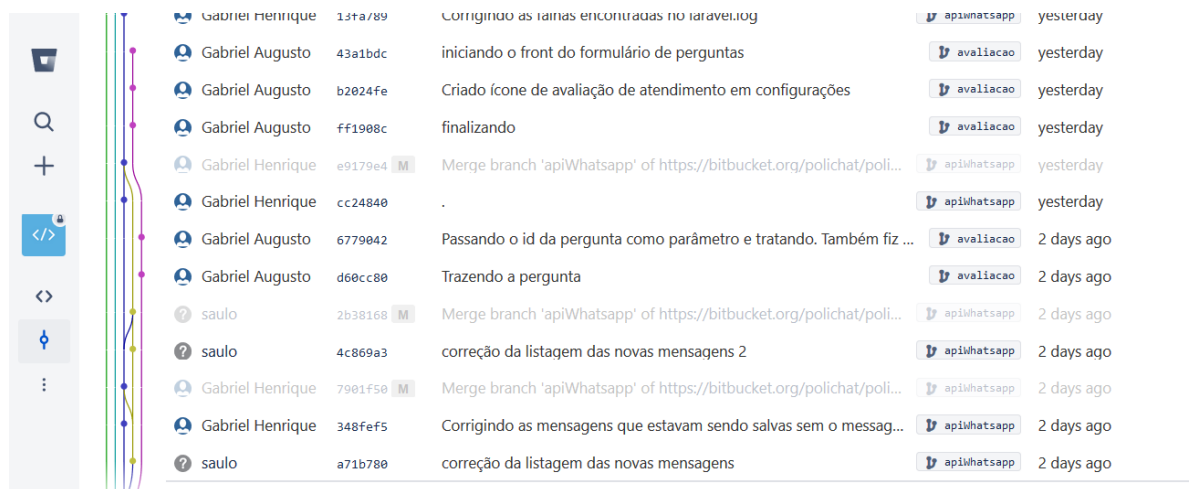 Gabriel Henrique 13fa789 Corrigindo as falhas encontradas no laravel.log apiWhatsapp yesterday
Gabriel Augusto 43a1bdc iniciando o front do formulário de perguntas avaliacao yesterday
Gabriel Augusto b2024fe Criado ícone de avaliação de atendimento em configurações avaliacao yesterday
Gabriel Augusto ff1908c finalizando avaliacao yesterday
Gabriel Henrique e9179e4 M Merge branch 'apiWhatsapp' of https://bitbucket.org/polichat/poli... apiWhatsapp yesterday
Gabriel Henrique cc24840 . apiWhatsapp yesterday
Gabriel Augusto 6779042 Passando o id da pergunta como parâmetro e tratando. Também fiz ... avaliacao 2 days ago
Gabriel Augusto d60cc80 Trazendo a pergunta avaliacao 2 days ago
saulo 2b38168 M Merge branch 'apiWhatsapp' of https://bitbucket.org/polichat/poli... apiWhatsapp 2 days ago
saulo 4c869a3 correção da listagem das novas mensagens 2 apiWhatsapp 2 days ago
Gabriel Henrique 7901f50 M Merge branch 'apiWhatsapp' of https://bitbucket.org/polichat/poli... apiWhatsapp 2 days ago
Gabriel Henrique 348fef5 Corrigindo as mensagens que estavam sendo salvas sem o messag... apiWhatsapp 2 days ago
saulo a71b780 correção da listagem das novas mensagens apiWhatsapp 2 days ago